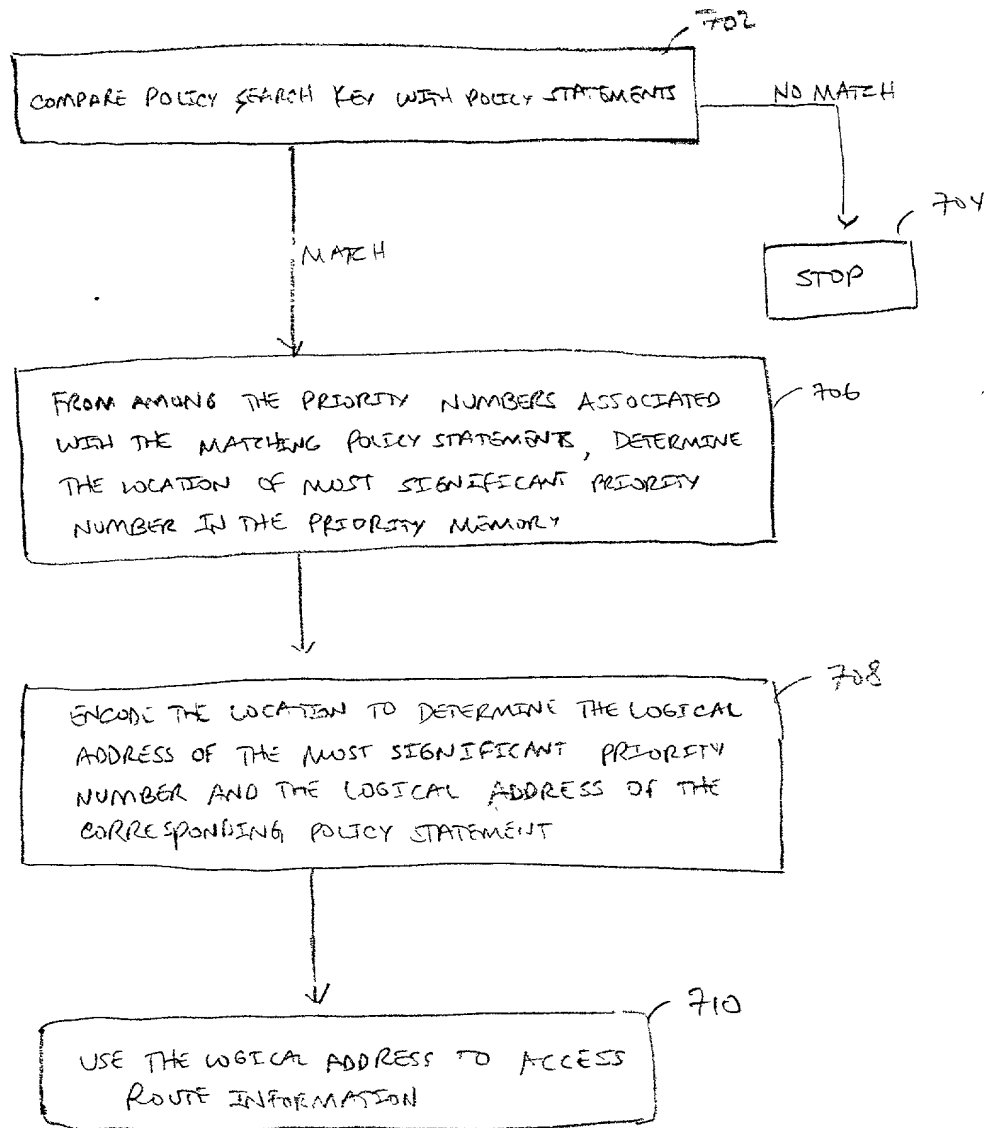 702
COMPARE POLICY SEARCH KEY WITH POLICY STATEMENTS
NO MATCH
704
STOP
MATCH
706
FROM AMONG THE PRIORITY NUMBERS ASSOCIATED
WITH THE MATCHING POLICY STATEMENTS, DETERMINE
THE LOCATION OF MOST SIGNIFICANT PRIORITY
NUMBER IN THE PRIORITY MEMORY
708
ENCODE THE LOCATION TO DETERMINE THE LOGICAL
ADDRESS OF THE MOST SIGNIFICANT PRIORITY
NUMBER AND THE LOGICAL ADDRESS OF THE
CORRESPONDING POLICY STATEMENT
710
USE THE LOGICAL ADDRESS TO ACCESS
ROUTE INFORMATION